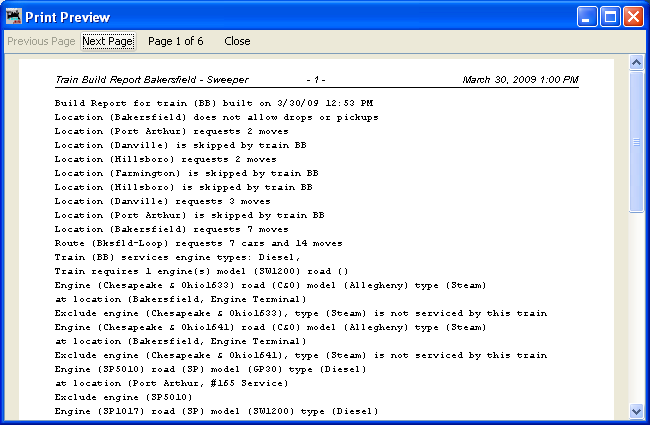 Print Preview
Previous Page Next Page Page 1 of 6 Close
Train Build Report Bakersfield - Sweeper - 1 - March 30, 2009 1:00 PM
Build Report for train (BB) built on 3/30/09 12:53 PM
Location (Bakersfield) does not allow drops or pickups
Location (Port Arthur) requests 2 moves
Location (Danville) is skipped by train BB
Location (Hillsboro) requests 2 moves
Location (Farmington) is skipped by train BB
Location (Hillsboro) is skipped by train BB
Location (Danville) requests 3 moves
Location (Port Arthur) is skipped by train BB
Location (Bakersfield) requests 7 moves
Route (Bksfld-Loop) requests 7 cars and 14 moves
Train (BB) services engine types: Diesel,
Train requires 1 engine(s) model (SW1200) road ()
Engine (Chesapeake & Ohio1633) road (C&O) model (Allegheny) type (Steam)
at location (Bakersfield, Engine Terminal)
Exclude engine (Chesapeake & Ohio1633), type (Steam) is not serviced by this train
Engine (Chesapeake & Ohio1641) road (C&O) model (Allegheny) type (Steam)
at location (Bakersfield, Engine Terminal)
Exclude engine (Chesapeake & Ohio1641), type (Steam) is not serviced by this train
Engine (SP5010) road (SP) model (GP30) type (Diesel)
at location (Port Arthur, #165 Service)
Exclude engine (SP5010)
Engine (SP1017) road (SP) model (SW1200) type (Diesel)